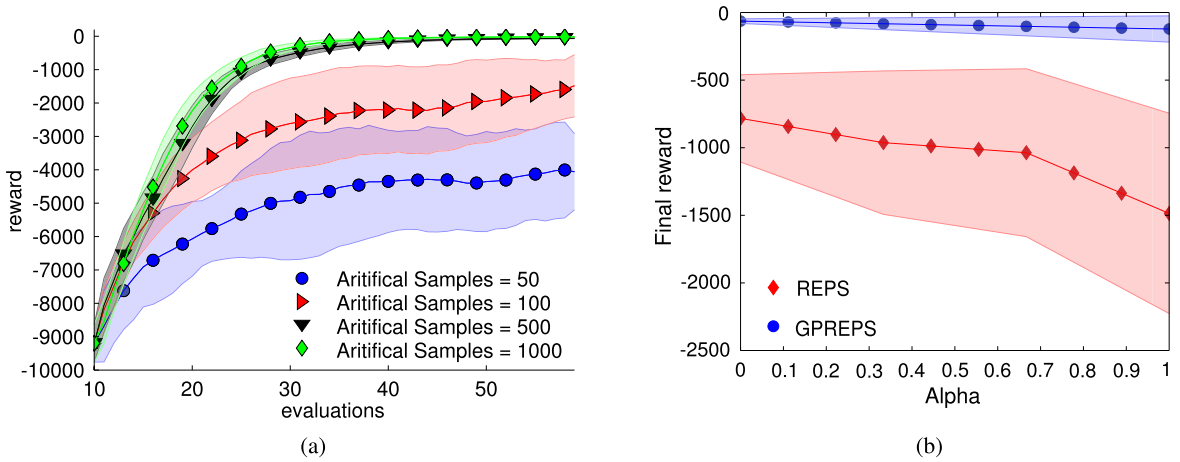 0
-1000
-2000
-3000
-4000
-5000
-6000
-7000
-8000
-9000
-10000
reward
10 20 30 40 50
evaluations
Aritifical Samples = 50
Aritifical Samples = 100
Aritifical Samples = 500
Aritifical Samples = 1000
(a)
0
-500
-1000
-1500
-2000
-2500
Final reward
0 0.1 0.2 0.3 0.4 0.5 0.6 0.7 0.8 0.9 1
Alpha
REPS
GPREPS
(b)